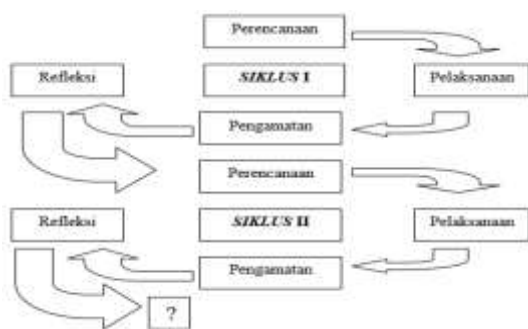 Perencanaan
Refleksi
SIKLUS I
Pelaksanaan
Pengamatan
Perencanaan
Refleksi
SIKLUS II
Pelaksanaan
Pengamatan
?